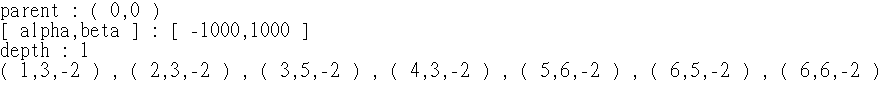 parent : ( 0,0 )
[ alpha,beta ] : [ -1000,1000 ]
depth : 1
( 1,3,-2 ) , ( 2,3,-2 ) , ( 3,5,-2 ) , ( 4,3,-2 ) , ( 5,6,-2 ) , ( 6,5,-2 ) , ( 6,6,-2 )